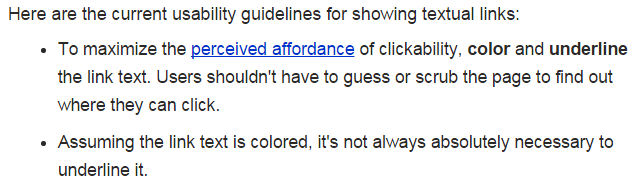 Here are the current usability guidelines for showing textual links:
• To maximize the perceived affordance of clickability, color and underline
the link text. Users shouldn't have to guess or scrub the page to find out
where they can click.
• Assuming the link text is colored, it's not always absolutely necessary to
underline it.